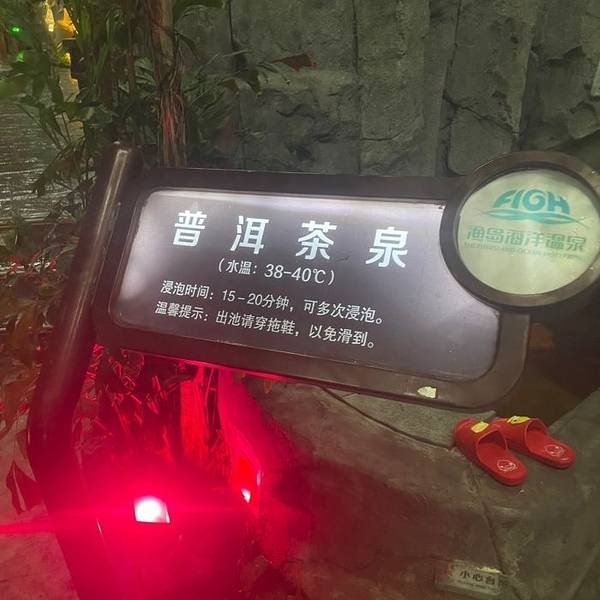 普洱茶泉
(水温：38-40℃)
浸泡时间：15-20分钟，可多次浸泡。
温馨提示：出池请穿拖鞋，以免滑到。
FIOH
渔岛海洋温泉
小心台